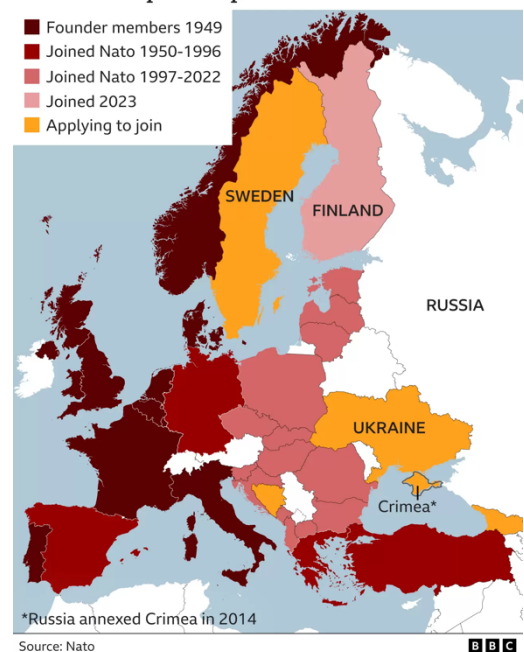 Founder members 1949
Joined Nato 1950-1996
Joined Nato 1997-2022
Joined 2023
Applying to join
SWEDEN
FINLAND
RUSSIA
UKRAINE
Crimea*
*Russia annexed Crimea in 2014
Source: Nato
BBC